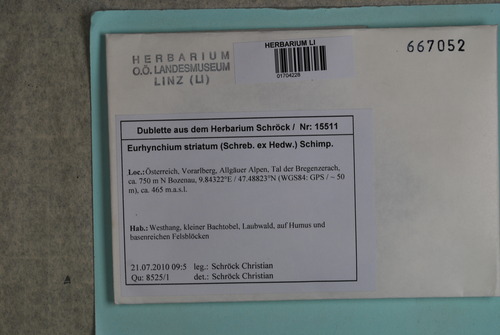 HERBARIUM
O.Ö. LANDESMUSEUM
LINZ (LI)
HERBARIUM LI
01704228
667052
Dublette aus dem Herbarium Schröck / Nr: 15511
Eurhynchium striatum (Schreb. ex Hedw.) Schimp.
Loc.:Österreich, Vorarlberg, Allgäuer Alpen, Tal der Bregenzerach,
ca. 750 m N Bozenau, 9.84322°E / 47.48823°N (WGS84: GPS / ~ 50
m), ca. 465 m.a.s.l.
Hab.: Westhang, kleiner Bachtobel, Laubwald, auf Humus und
basenreichen Felsblöcken
21.07.2010 09:5 leg.: Schröck Christian
Qu: 8525/1 det.: Schröck Christian